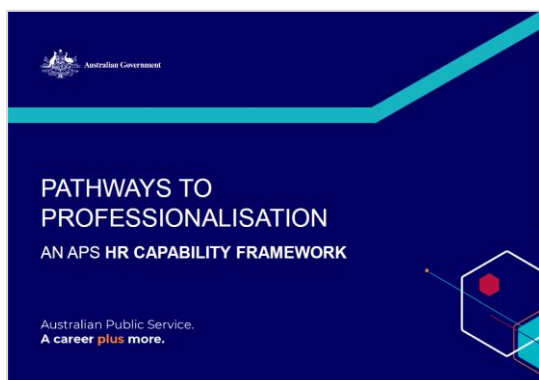 Australian Government
PATHWAYS TO
PROFESSIONALISATION
AN APS HR CAPABILITY FRAMEWORK
Australian Public Service.
A career plus more.